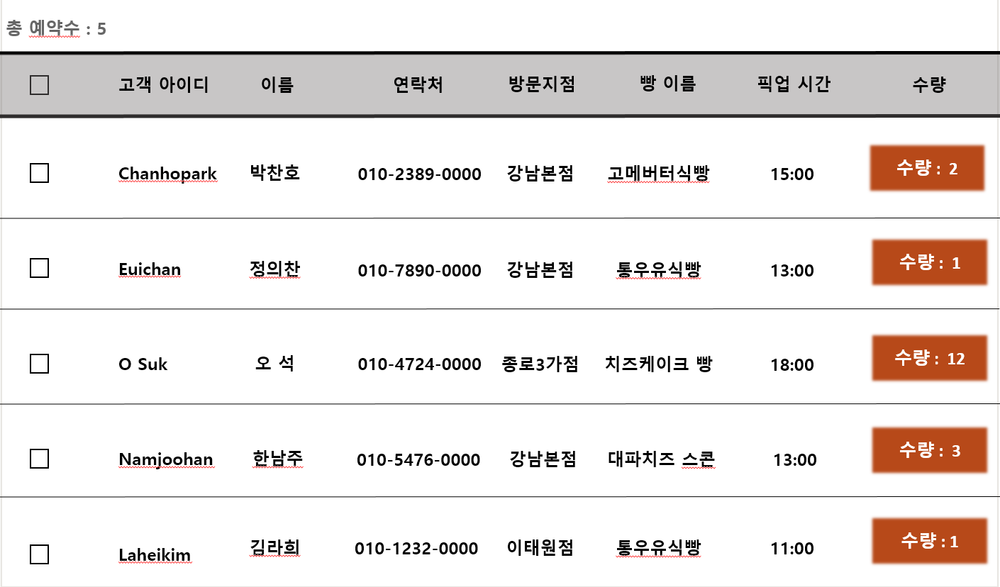 총 예약수 : 5
고객 아이디 이름 연락처 방문지점 빵 이름 픽업 시간 수량
Chanhopark 박찬호 010-2389-0000 강남본점 고메버터식빵 15:00 수량 : 2
Euichan 정의찬 010-7890-0000 강남본점 통우유식빵 13:00 수량 : 1
O Suk 오 석 010-4724-0000 종로3가점 치즈케이크 빵 18:00 수량 : 12
Namjoohan 한남주 010-5476-0000 강남본점 대파치즈 스콘 13:00 수량 : 3
Laheikim 김라희 010-1232-0000 이태원점 통우유식빵 11:00 수량 : 1